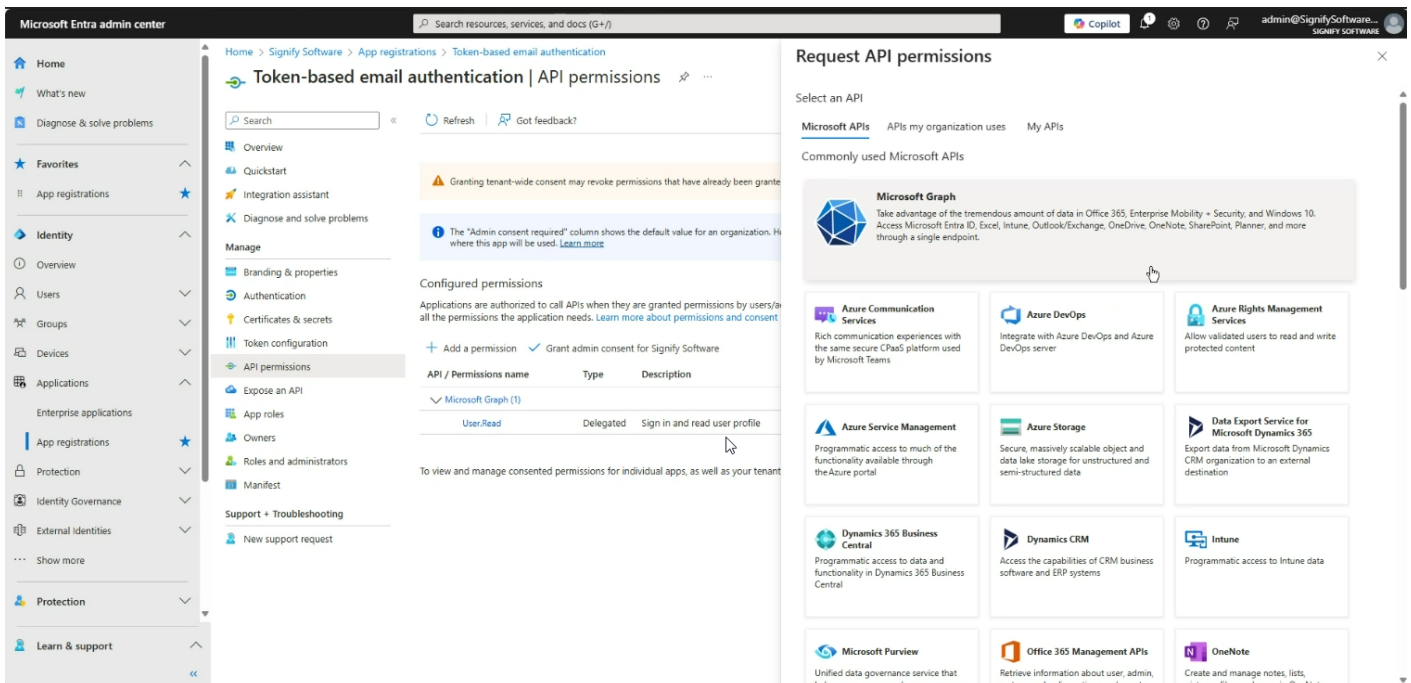 Microsoft Entra admin center
Search resources, services, and docs (G+/)
Copilot
1
admin@SignifySoftware...
SIGNIFY SOFTWARE
Home
What's new
Diagnose & solve problems
Favorites
App registrations
Identity
Overview
Users
Groups
Devices
Applications
Enterprise applications
App registrations
Protection
Identity Governance
External Identities
Show more
Protection
Learn & support
Home > Signify Software > App registrations > Token-based email authentication
Token-based email authentication | API permissions
Search
Overview
Quickstart
Integration assistant
Diagnose and solve problems
Manage
Branding & properties
Authentication
Certificates & secrets
Token configuration
API permissions
Expose an API
App roles
Owners
Roles and administrators
Manifest
Support + Troubleshooting
New support request
Refresh
Got feedback?
Granting tenant-wide consent may revoke permissions that have already been grante
The "Admin consent required" column shows the default value for an organization. H
where this app will be used. Learn more
Configured permissions
Applications are authorized to call APIs when they are granted permissions by users/a
all the permissions the application needs. Learn more about permissions and consent
Add a permission
Grant admin consent for Signify Software
API / Permissions name Type Description
Microsoft Graph (1)
User.Read Delegated Sign in and read user profile
To view and manage consented permissions for individual apps, as well as your tenant
Request API permissions
Select an API
Microsoft APIs APIs my organization uses My APIs
Commonly used Microsoft APIs
Microsoft Graph
Take advantage of the tremendous amount of data in Office 365, Enterprise Mobility + Security, and Windows 10.
Access Microsoft Entra ID, Excel, Intune, Outlook/Exchange, OneDrive, OneNote, SharePoint, Planner, and more
through a single endpoint.
Azure Communication
Services
Rich communication experiences with
the same secure CPaaS platform used
by Microsoft Teams
Azure DevOps
Integrate with Azure DevOps and Azure
DevOps server
Azure Rights Management
Services
Allow validated users to read and write
protected content
Azure Service Management
Programmatic access to much of the
functionality available through
the Azure portal
Azure Storage
Secure, massively scalable object and
data lake storage for unstructured and
semi-structured data
Data Export Service for
Microsoft Dynamics 365
Export data from Microsoft Dynamics
CRM organization to an external
destination
Dynamics 365 Business
Central
Programmatic access to data and
functionality in Dynamics 365 Business
Central
Dynamics CRM
Access the capabilities of CRM business
software and ERP systems
Intune
Programmatic access to Intune data
Microsoft Purview
Unified data governance service that
Office 365 Management APIs
Retrieve information about user, admin,
OneNote
Create and manage notes, lists,